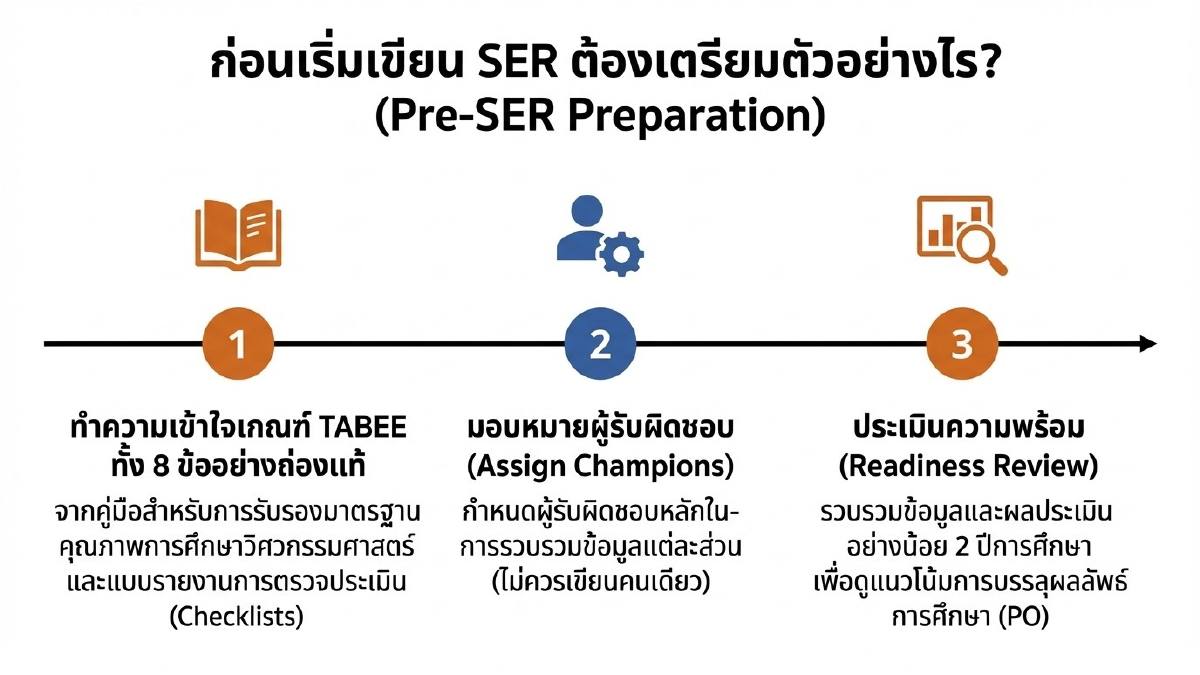 ก่อนเริ่มเขียน SER ต้องเตรียมตัวอย่างไร?
(Pre-SER Preparation)
1
ทำความเข้าใจเกณฑ์ TABEE
ทั้ง 8 ข้ออย่างถ่องแท้
จากคู่มือสำหรับการรับรองมาตรฐาน
คุณภาพการศึกษาวิศวกรรมศาสตร์
และแบบรายงานการตรวจประเมิน
(Checklists)
2
มอบหมายผู้รับผิดชอบ
(Assign Champions)
กำหนดผู้รับผิดชอบหลักใน-
การรวบรวมข้อมูลแต่ละส่วน
(ไม่ควรเขียนคนเดียว)
3
ประเมินความพร้อม
(Readiness Review)
รวบรวมข้อมูลและผลประเมิน
อย่างน้อย 2 ปีการศึกษา
เพื่อดูแนวโน้มการบรรลุผลลัพธ์
การศึกษา (PO)